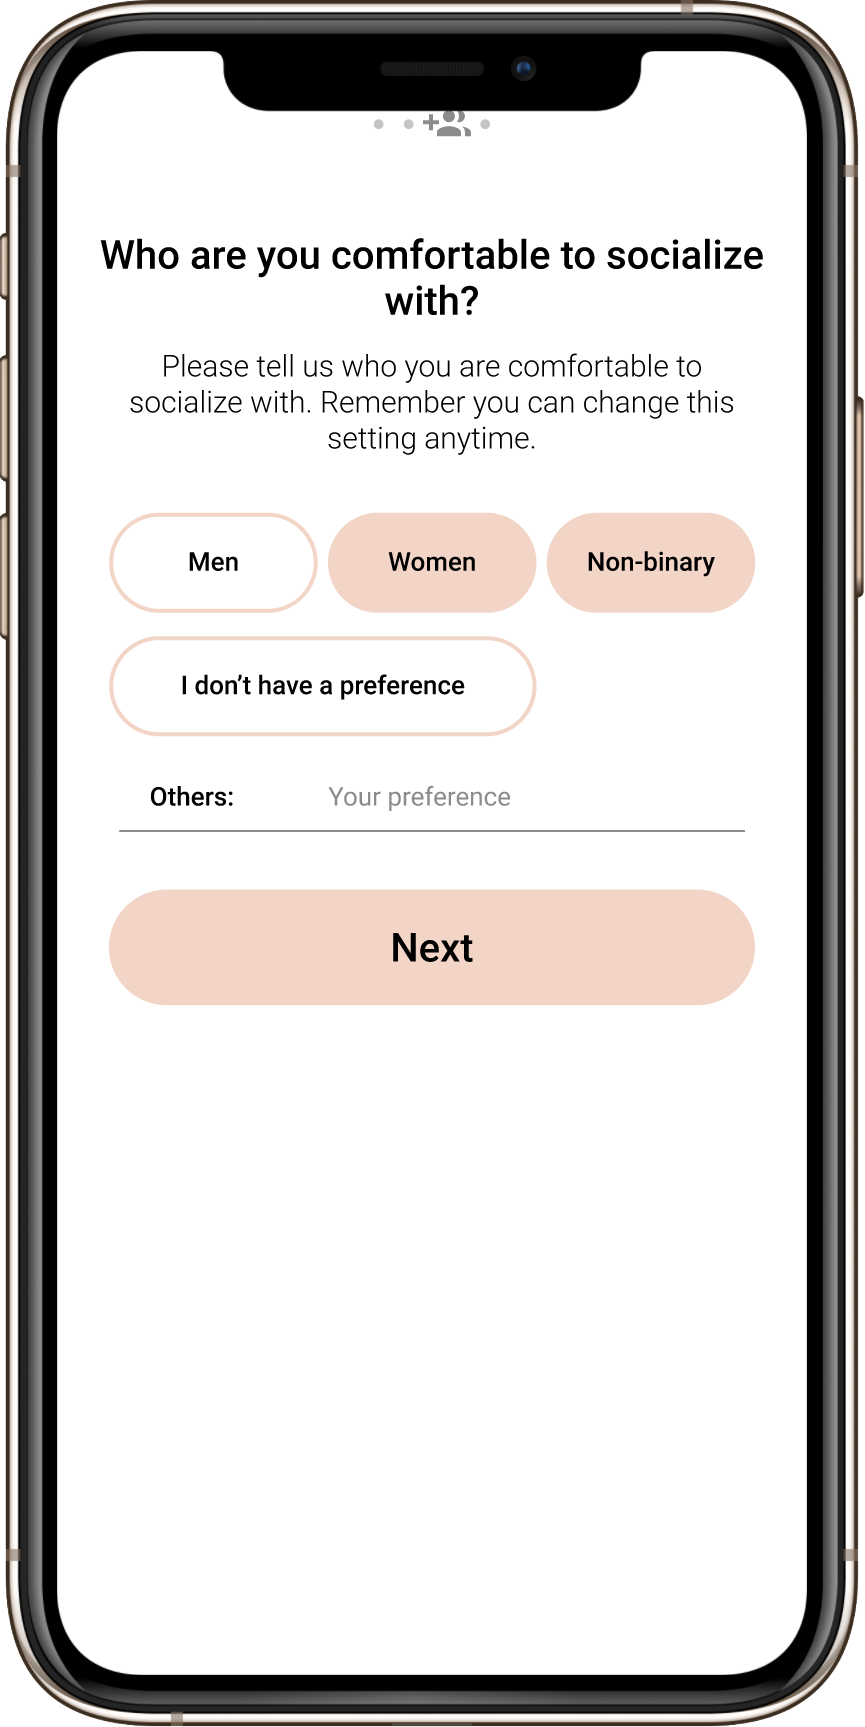 Who are you comfortable to socialize
with?
Please tell us who you are comfortable to
socialize with. Remember you can change this
setting anytime.
Men Women Non-binary
I don’t have a preference
Others: Your preference
Next